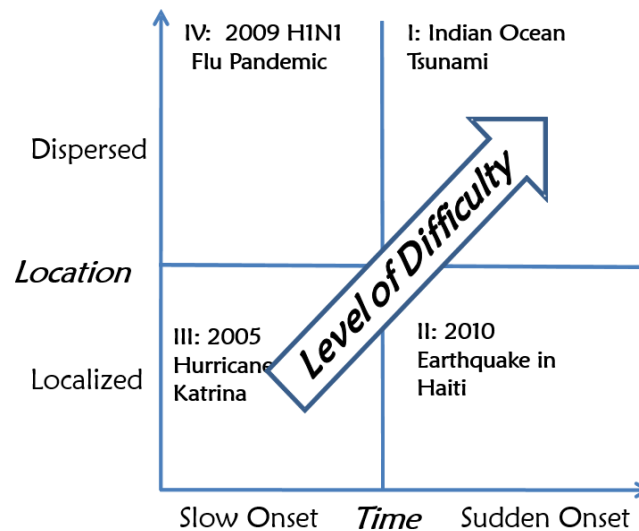 IV: 2009 H1N1
Flu Pandemic
I: Indian Ocean
Tsunami
Dispersed
Level of Difficulty
Location
III: 2005
Hurricane
Katrina
II: 2010
Earthquake in
Haiti
Localized
Slow Onset
Time
Sudden Onset